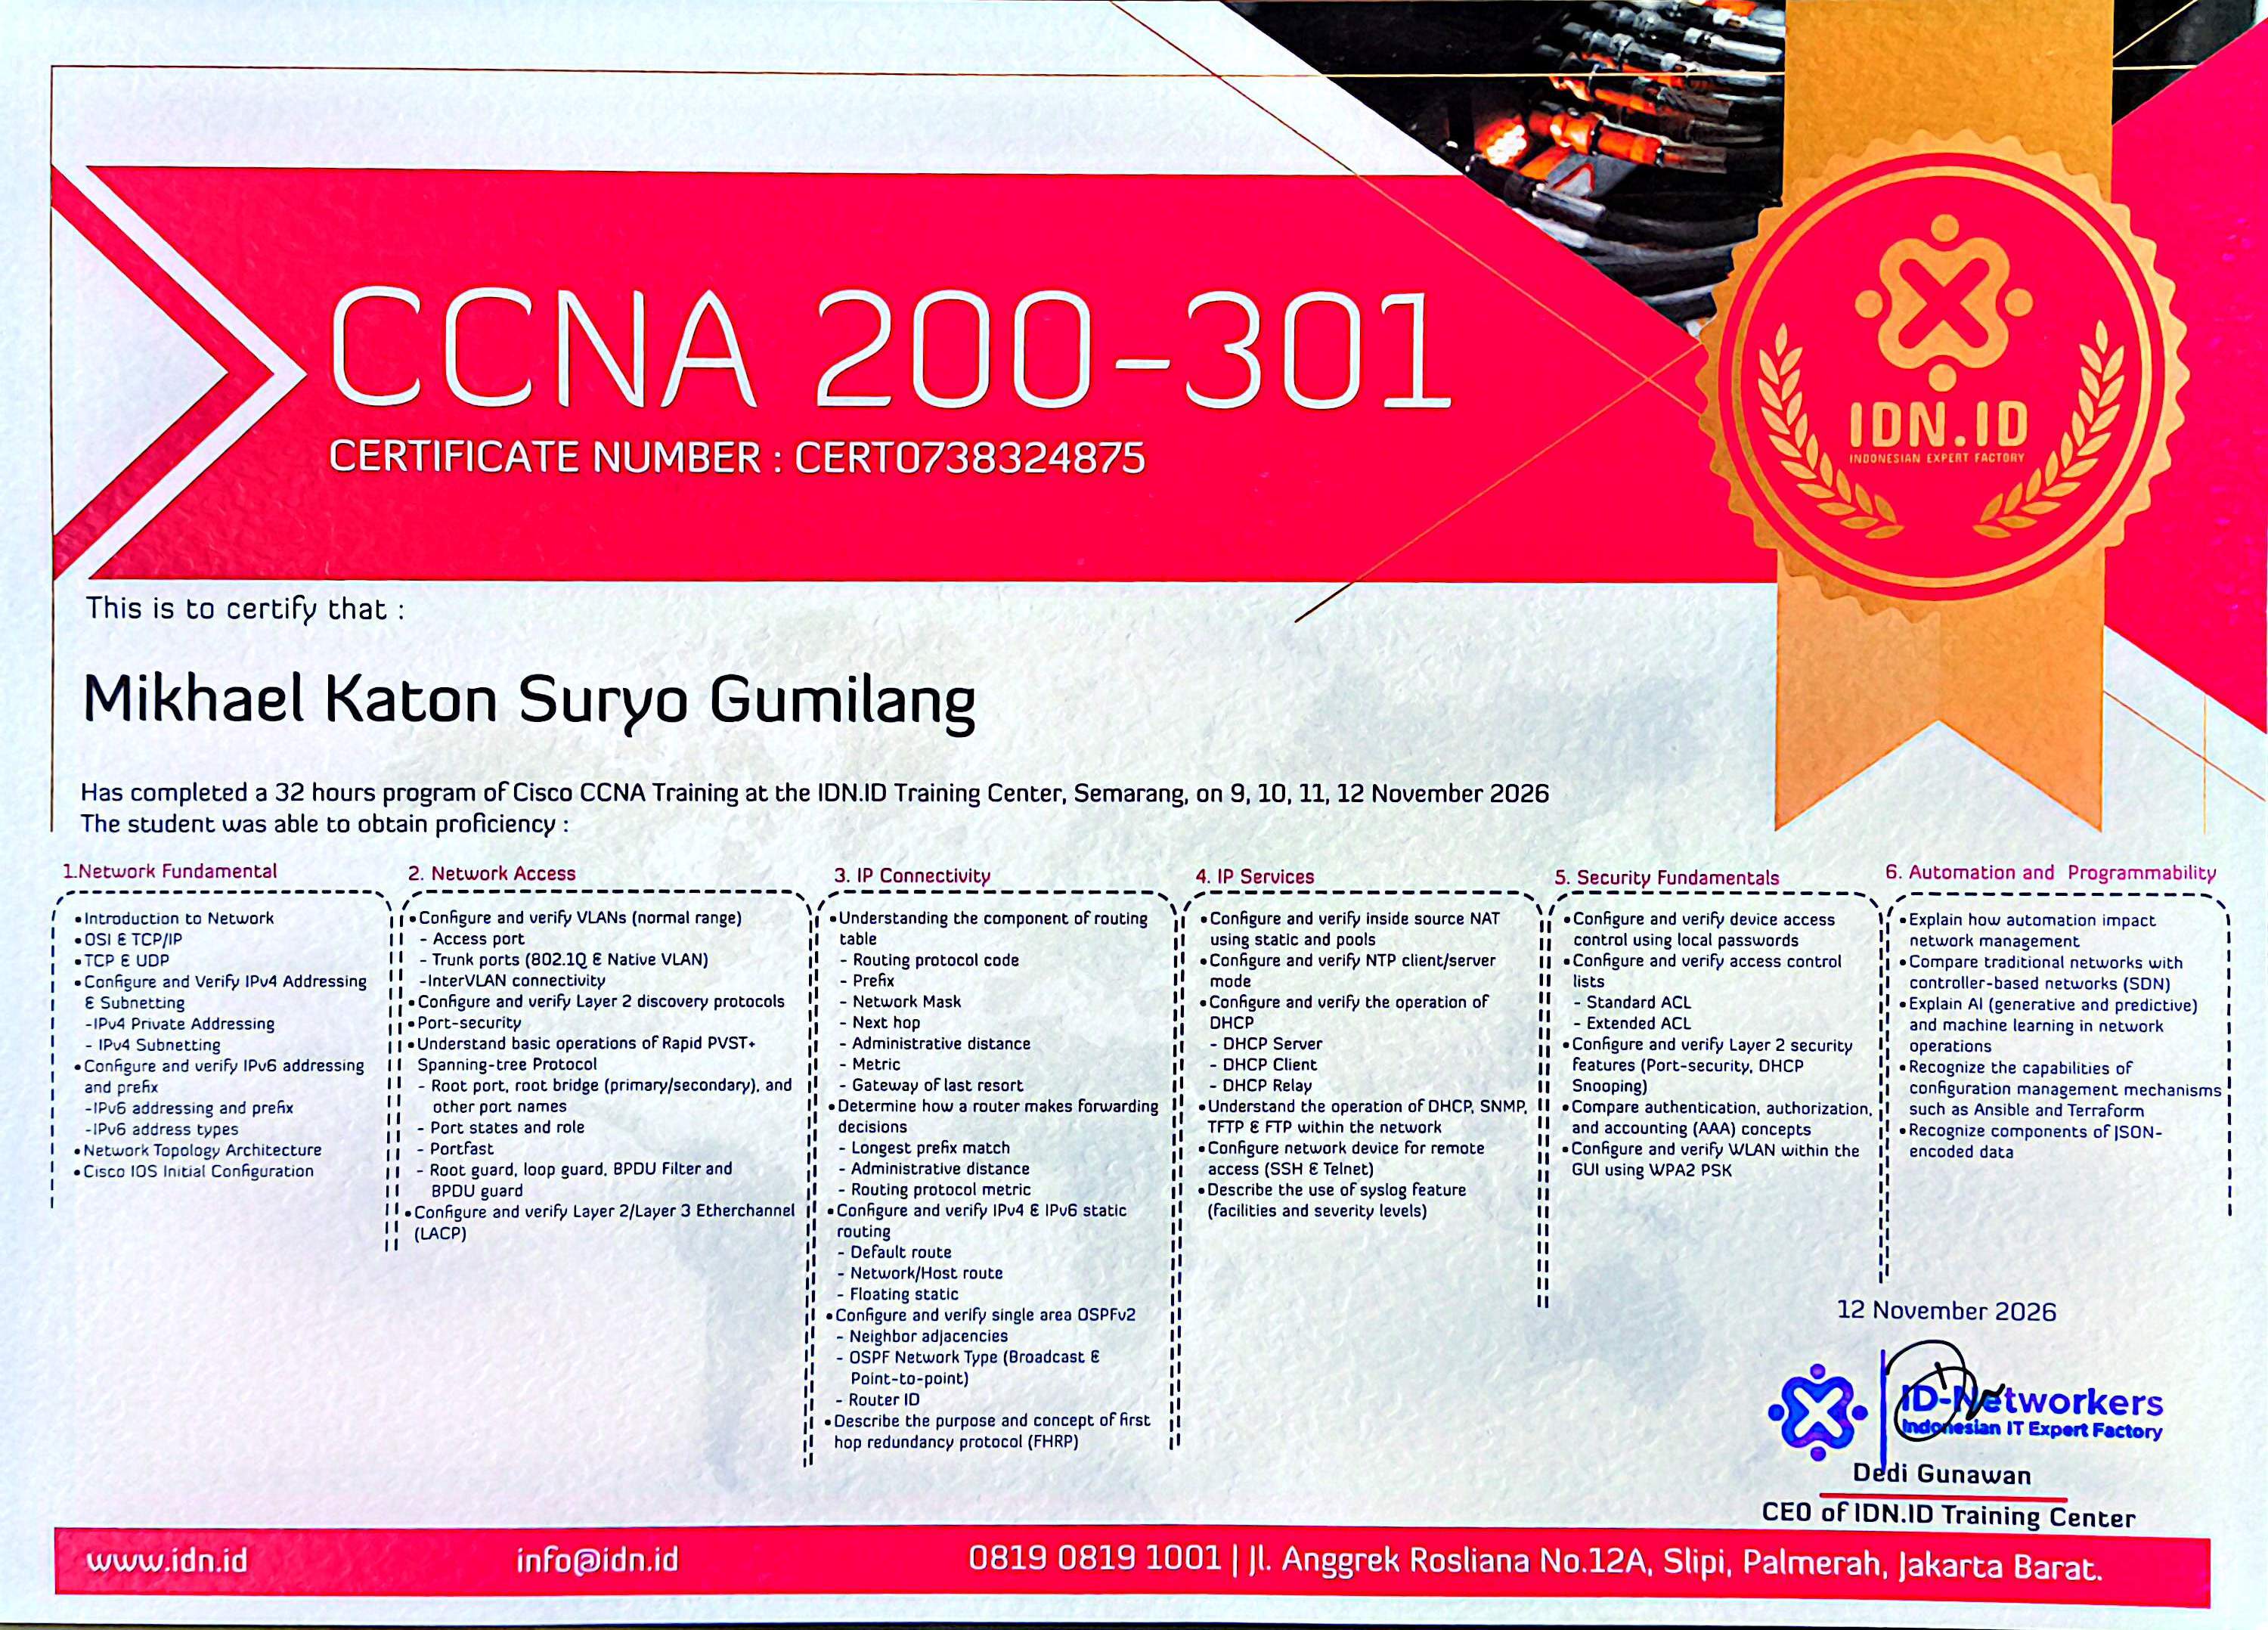 CCNA 200-301
CERTIFICATE NUMBER : CERT0738324875
IDN.ID
INDONESIAN EXPERT FACTORY
This is to certify that :
Mikhael Katon Suryo Gumilang
Has completed a 32 hours program of Cisco CCNA Training at the IDN.ID Training Center, Semarang, on 9, 10, 11, 12 November 2026
The student was able to obtain proficiency :
1.Network Fundamental
•Introduction to Network
•OSI & TCP/IP
•TCP & UDP
•Configure and Verify IPv4 Addressing
& Subnetting
-IPv4 Private Addressing
- IPv4 Subnetting
•Configure and verify IPv6 addressing
and prefix
-IPv6 addressing and prefix
-IPv6 address types
•Network Topology Architecture
•Cisco IOS Initial Configuration
2. Network Access
•Configure and verify VLANs (normal range)
- Access port
- Trunk ports (802.1Q & Native VLAN)
-InterVLAN connectivity
•Configure and verify Layer 2 discovery protocols
•Port-security
•Understand basic operations of Rapid PVST+
Spanning-tree Protocol
- Root port, root bridge (primary/secondary), and
other port names
- Port states and role
- Portfast
- Root guard, loop guard, BPDU Filter and
BPDU guard
•Configure and verify Layer 2/Layer 3 Etherchannel
(LACP)
3. IP Connectivity
•Understanding the component of routing
table
- Routing protocol code
- Prefix
- Network Mask
- Next hop
- Administrative distance
- Metric
- Gateway of last resort
•Determine how a router makes forwarding
decisions
- Longest prefix match
- Administrative distance
- Routing protocol metric
•Configure and verify IPv4 & IPv6 static
routing
- Default route
- Network/Host route
- Floating static
•Configure and verify single area OSPFv2
- Neighbor adjacencies
- OSPF Network Type (Broadcast &
Point-to-point)
- Router ID
•Describe the purpose and concept of first
hop redundancy protocol (FHRP)
4. IP Services
•Configure and verify inside source NAT
using static and pools
•Configure and verify NTP client/server
mode
•Configure and verify the operation of
DHCP
- DHCP Server
- DHCP Client
- DHCP Relay
•Understand the operation of DHCP, SNMP,
TFTP & FTP within the network
•Configure network device for remote
access (SSH & Telnet)
•Describe the use of syslog feature
(facilities and severity levels)
5. Security Fundamentals
•Configure and verify device access
control using local passwords
•Configure and verify access control
lists
- Standard ACL
- Extended ACL
•Configure and verify Layer 2 security
features (Port-security, DHCP
Snooping)
•Compare authentication, authorization,
and accounting (AAA) concepts
•Configure and verify WLAN within the
GUI using WPA2 PSK
6. Automation and Programmability
•Explain how automation impact
network management
•Compare traditional networks with
controller-based networks (SDN)
•Explain AI (generative and predictive)
and machine learning in network
operations
•Recognize the capabilities of
configuration management mechanisms
such as Ansible and Terraform
•Recognize components of JSON-
encoded data
12 November 2026
ID-Networkers
Indonesian IT Expert Factory
Dedi Gunawan
CEO of IDN.ID Training Center
www.idn.id
info@idn.id
0819 0819 1001 | Jl. Anggrek Rosliana No.12A, Slipi, Palmerah, Jakarta Barat.